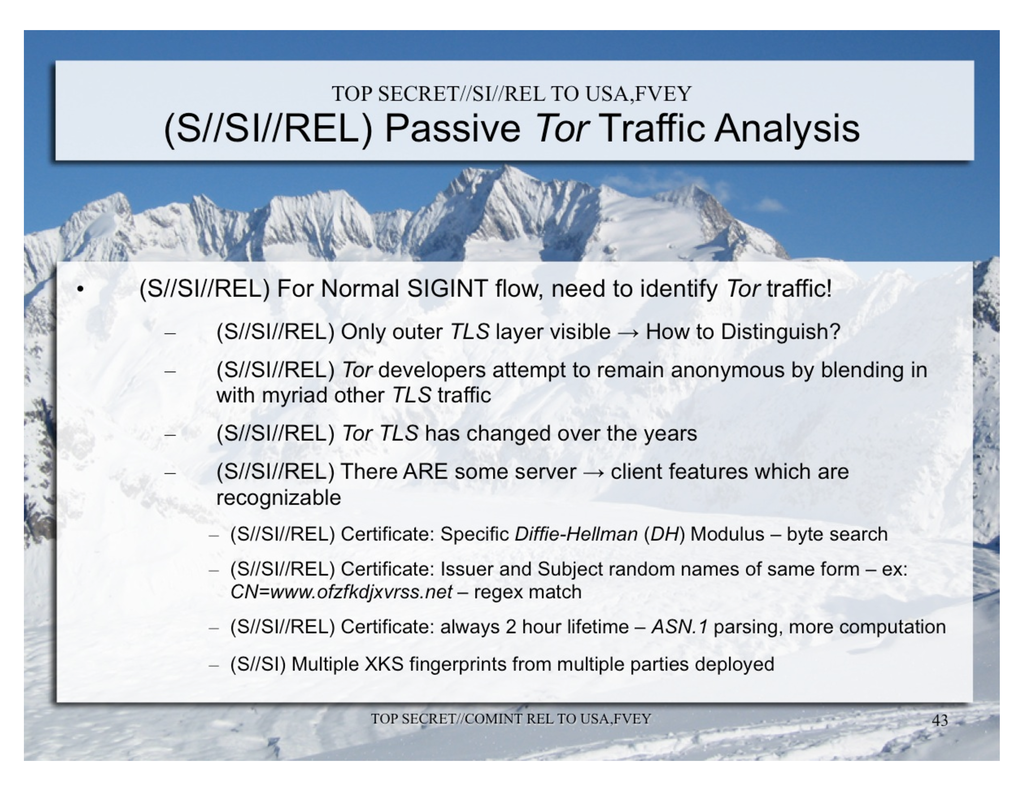 TOP SECRET//SI//REL TO USA,FVEY
(S//SI//REL) Passive Tor Traffic Analysis
• (S//SI//REL) For Normal SIGINT flow, need to identify Tor traffic!
– (S//SI//REL) Only outer TLS layer visible → How to Distinguish?
– (S//SI//REL) Tor developers attempt to remain anonymous by blending in
with myriad other TLS traffic
– (S//SI//REL) Tor TLS has changed over the years
– (S//SI//REL) There ARE some server → client features which are
recognizable
– (S//SI//REL) Certificate: Specific Diffie-Hellman (DH) Modulus – byte search
– (S//SI//REL) Certificate: Issuer and Subject random names of same form – ex:
CN=www.ofzfkdjxvrss.net – regex match
– (S//SI//REL) Certificate: always 2 hour lifetime – ASN.1 parsing, more computation
– (S//SI) Multiple XKS fingerprints from multiple parties deployed
TOP SECRET//COMINT REL TO USA,FVEY
43